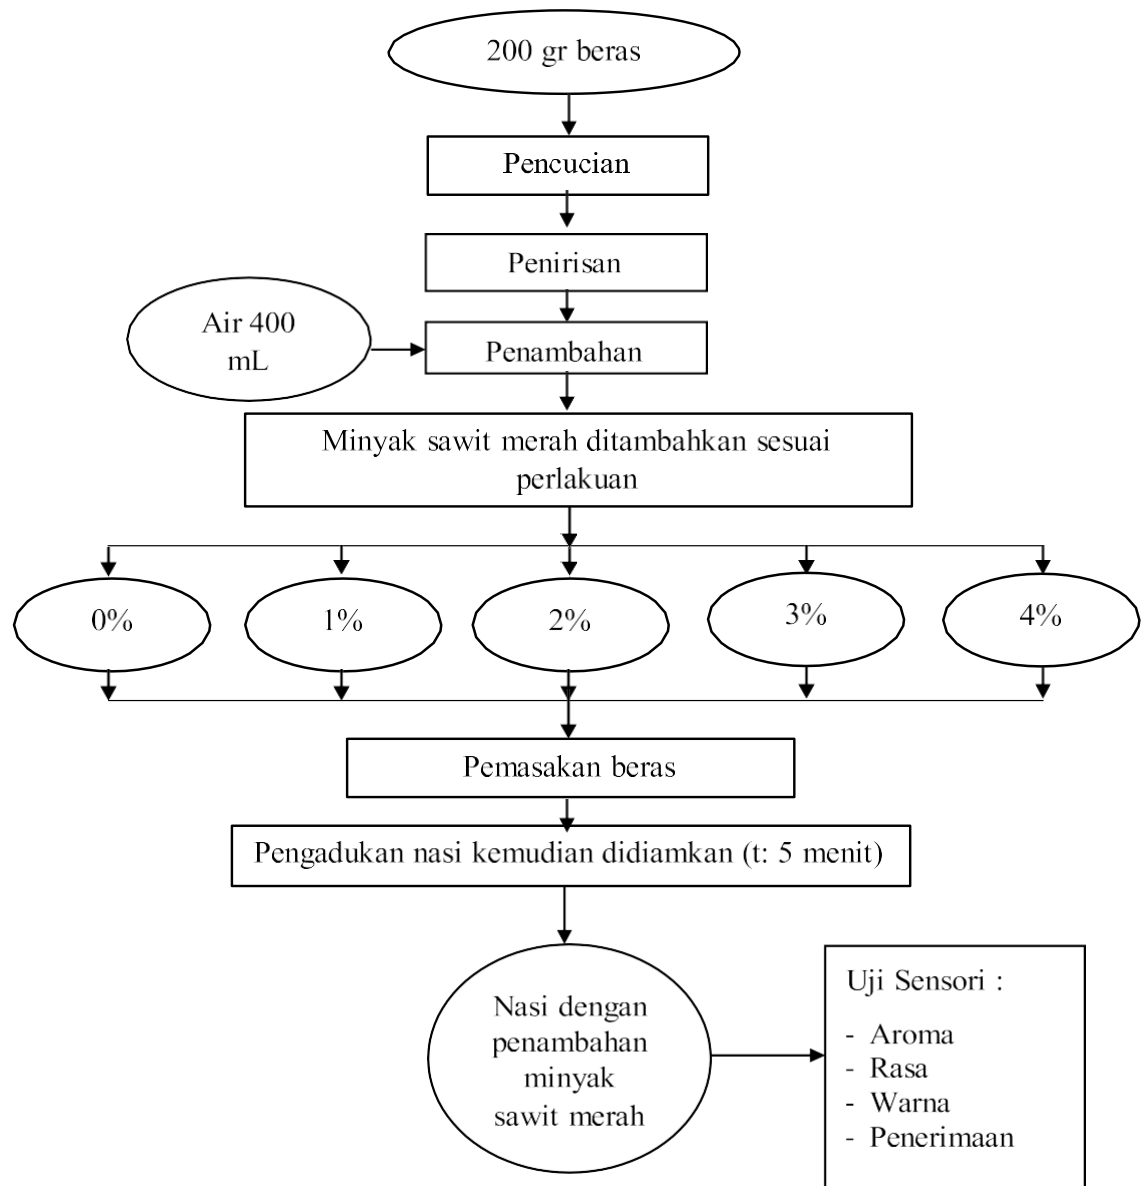 200 gr beras
Pencucian
Penirisan
Air 400
mL
Penambahan
Minyak sawit merah ditambahkan sesuai
perlakuan
0%
1%
2%
3%
4%
Pemasakan beras
Pengadukan nasi kemudian didiamkan (t: 5 menit)
Nasi dengan
penambahan
minyak
sawit merah
Uji Sensori :
- Aroma
- Rasa
- Warna
- Penerimaan